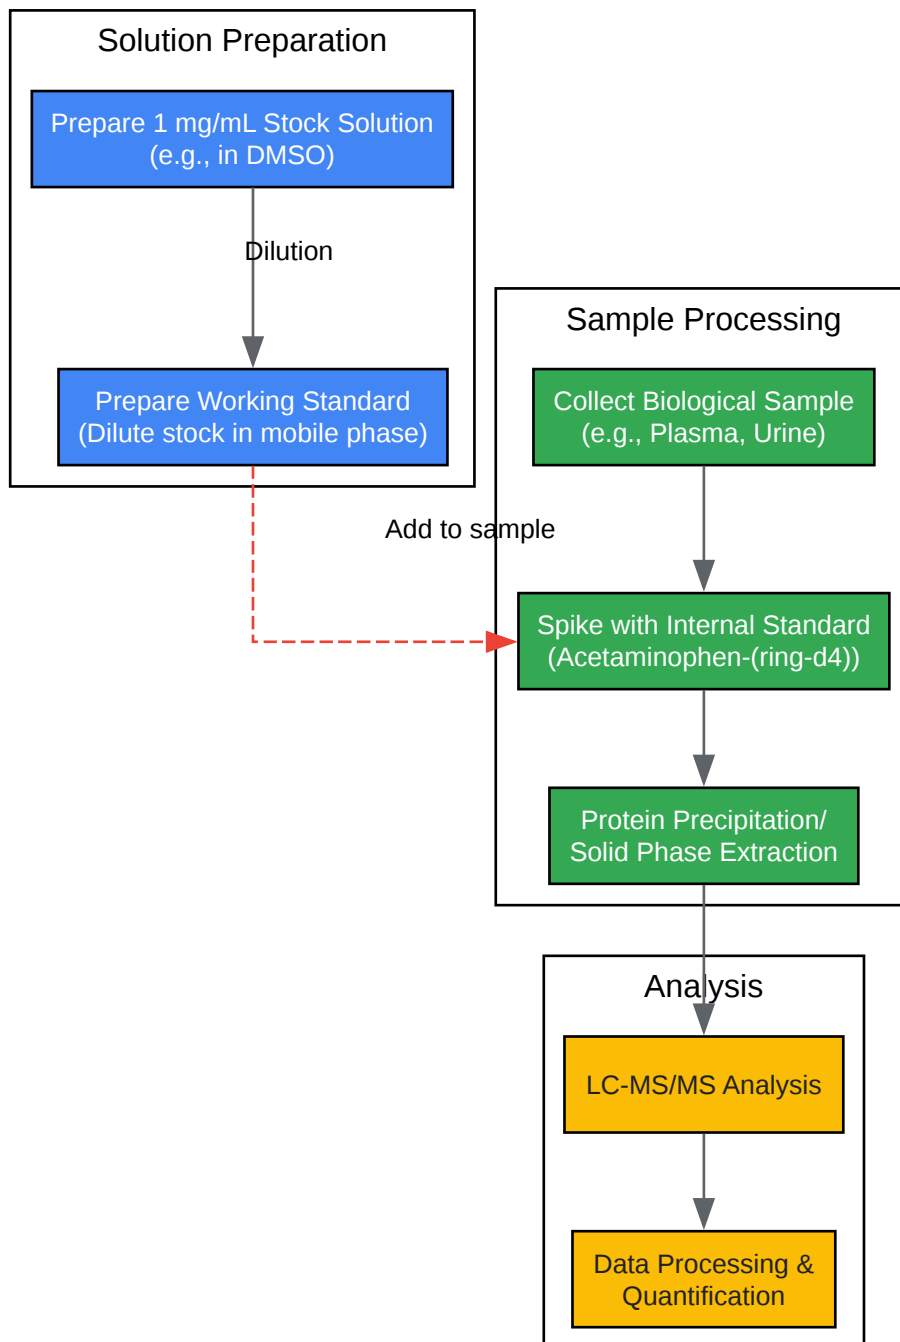 Solution Preparation
Prepare 1 mg/mL Stock Solution
(e.g., in DMSO)
Dilution
Prepare Working Standard
(Dilute stock in mobile phase)
Add to sample
Sample Processing
Collect Biological Sample
(e.g., Plasma, Urine)
Spike with Internal Standard
(Acetaminophen-(ring-d4))
Protein Precipitation/
Solid Phase Extraction
Analysis
LC-MS/MS Analysis
Data Processing &
Quantification